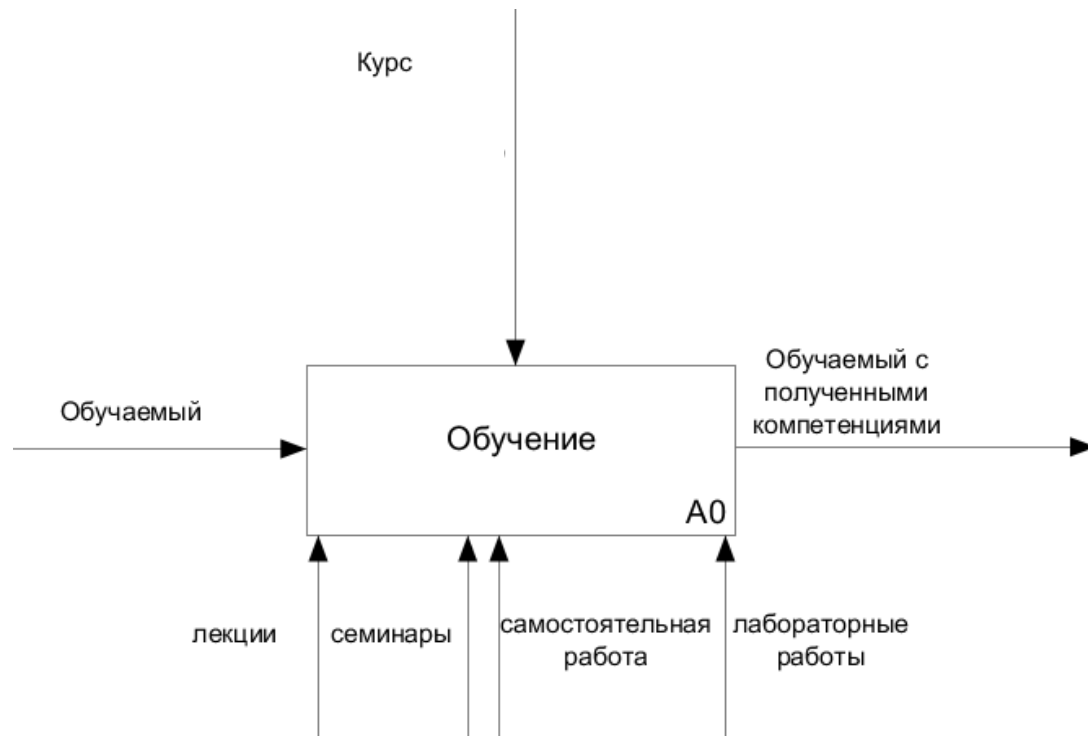 Курс
Обучаемый
Обучение
A0
Обучаемый с
полученными
компетенциями
лекции
семинары
самостоятельная
работа
лабораторные
работы